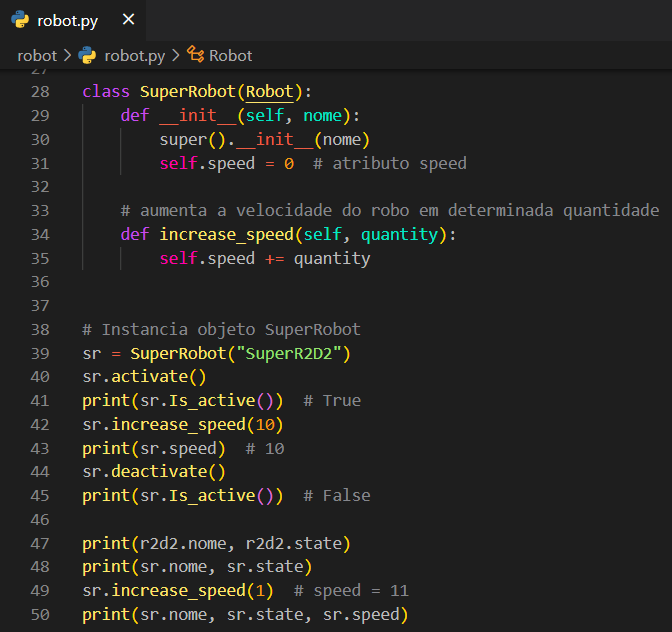 robot.py ×
robot > robot.py > Robot
27
28 class SuperRobot(Robot):
29     def __init__(self, nome):
30         super().__init__(nome)
31         self.speed = 0  # atributo speed
32
33     # aumenta a velocidade do robo em determinada quantidade
34     def increase_speed(self, quantity):
35         self.speed += quantity
36
37
38 # Instancia objeto SuperRobot
39 sr = SuperRobot("SuperR2D2")
40 sr.activate()
41 print(sr.Is_active())  # True
42 sr.increase_speed(10)
43 print(sr.speed)  # 10
44 sr.deactivate()
45 print(sr.Is_active())  # False
46
47 print(r2d2.nome, r2d2.state)
48 print(sr.nome, sr.state)
49 sr.increase_speed(1)  # speed = 11
50 print(sr.nome, sr.state, sr.speed)